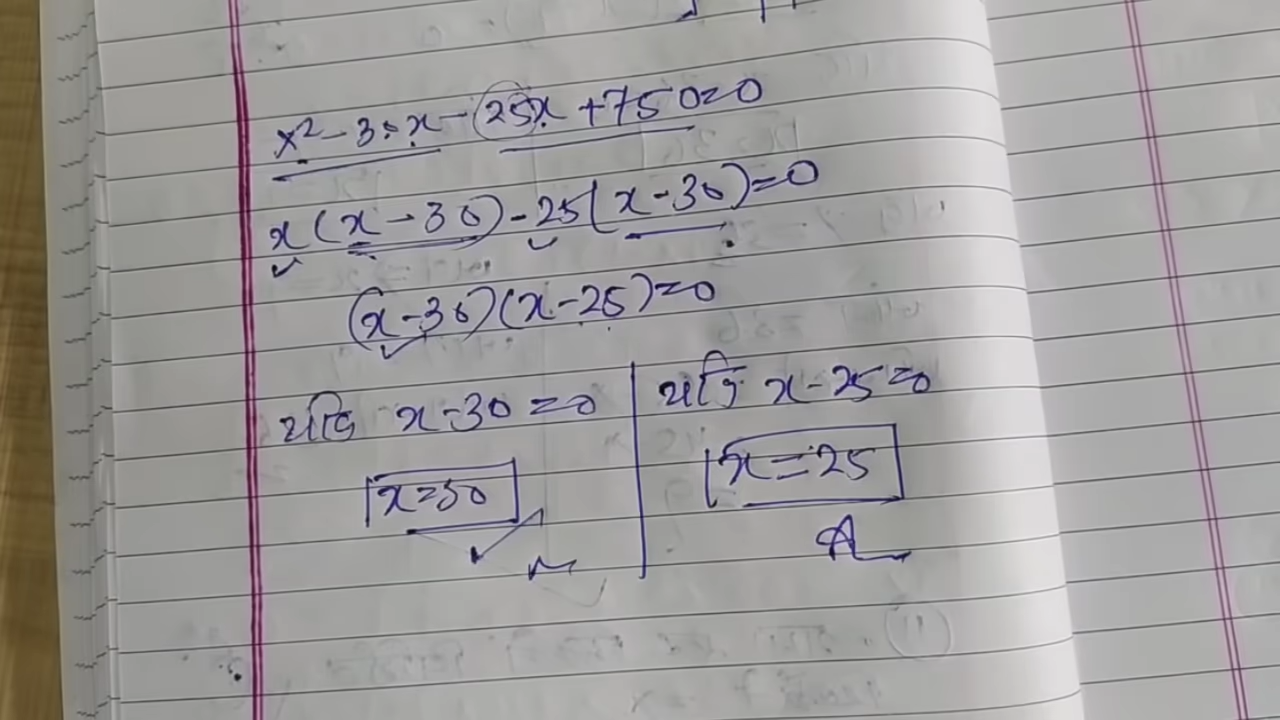 x² - 30x - 25x + 750=0
x(x-30)-25(x-30)=0
(x-30)(x-25)=0
यदि x-30=0
x=30
यदि x-25=0
x=25